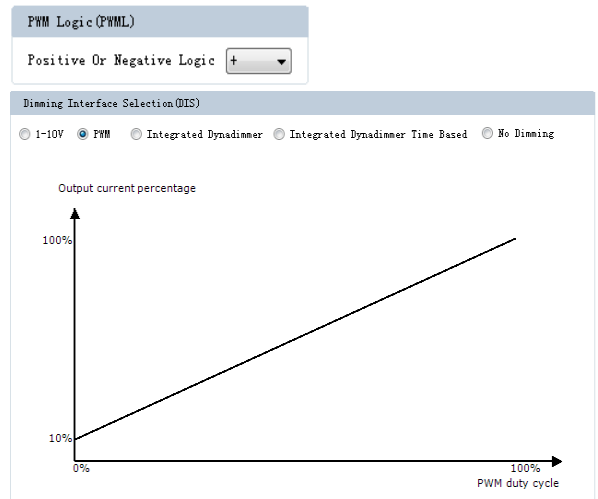 PWM Logic(PWML)
Positive Or Negative Logic +
Dimming Interface Selection(DIS)
1-10V PWM Integrated Dynadimmer Integrated Dynadimmer Time Based No Dimming
Output current percentage
100%
10%
0% 100%
PWM duty cycle